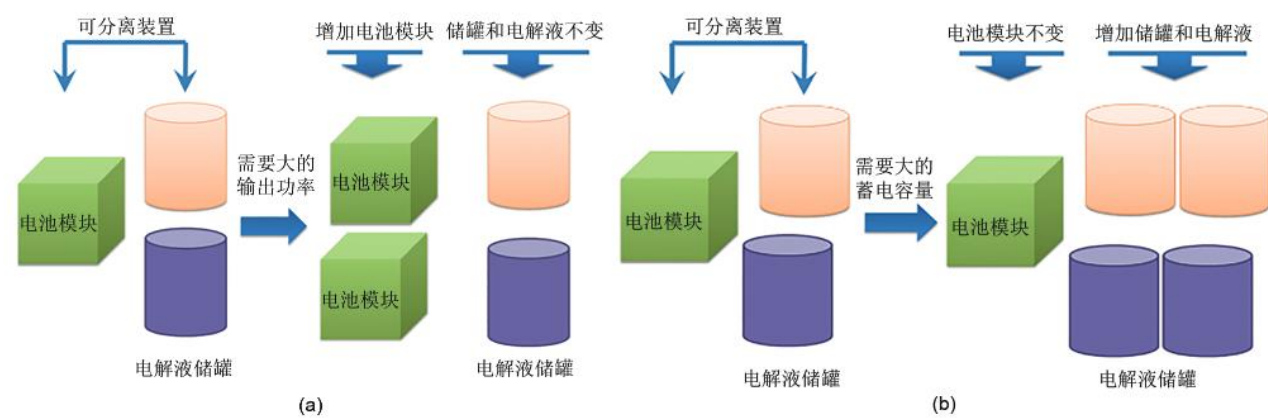 可分离装置
增加电池模块
储罐和电解液不变
电池模块
需要大的
输出功率
电池模块
电池模块
电解液储罐
电解液储罐
(a)
可分离装置
电池模块不变
增加储罐和电解液
电池模块
需要大的
蓄电容量
电池模块
电解液储罐
电解液储罐
(b)